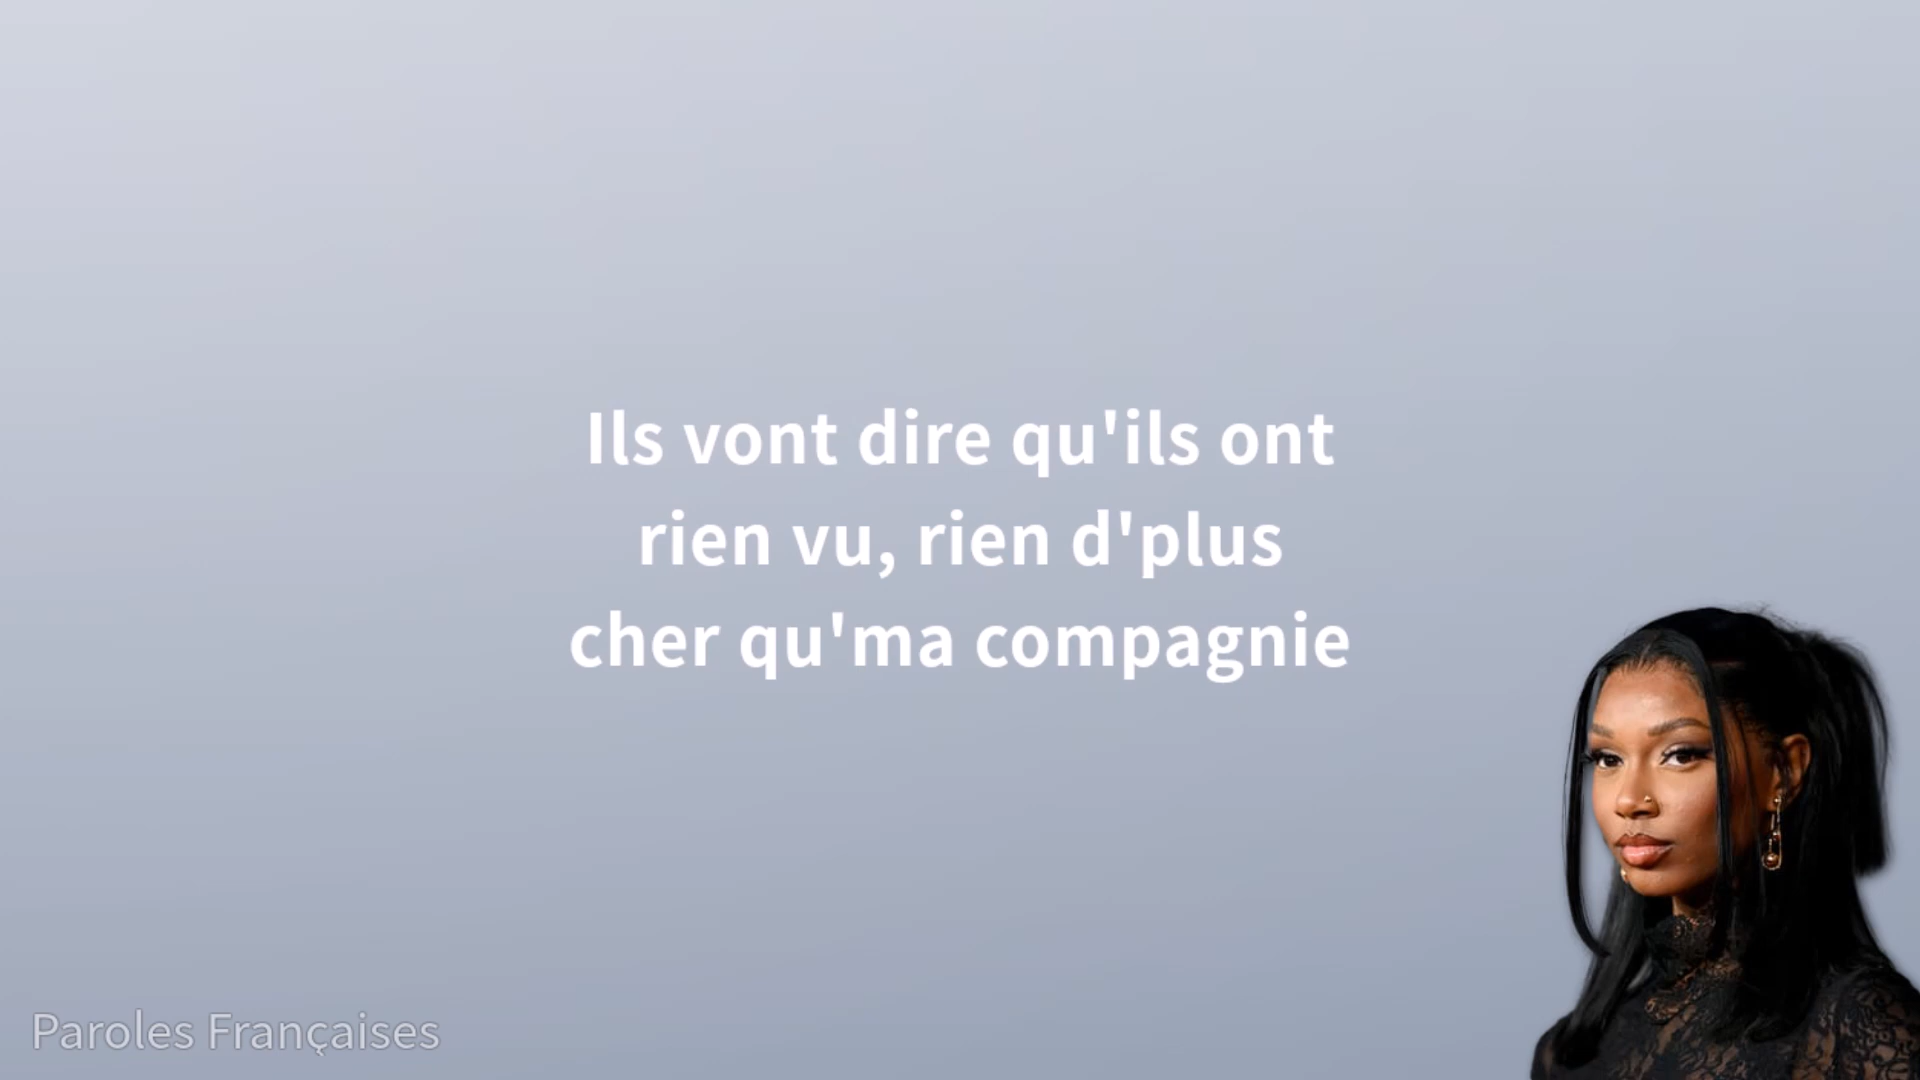 Ils vont dire qu'ils ont
rien vu, rien d'plus
cher qu'ma compagnie
Paroles Françaises